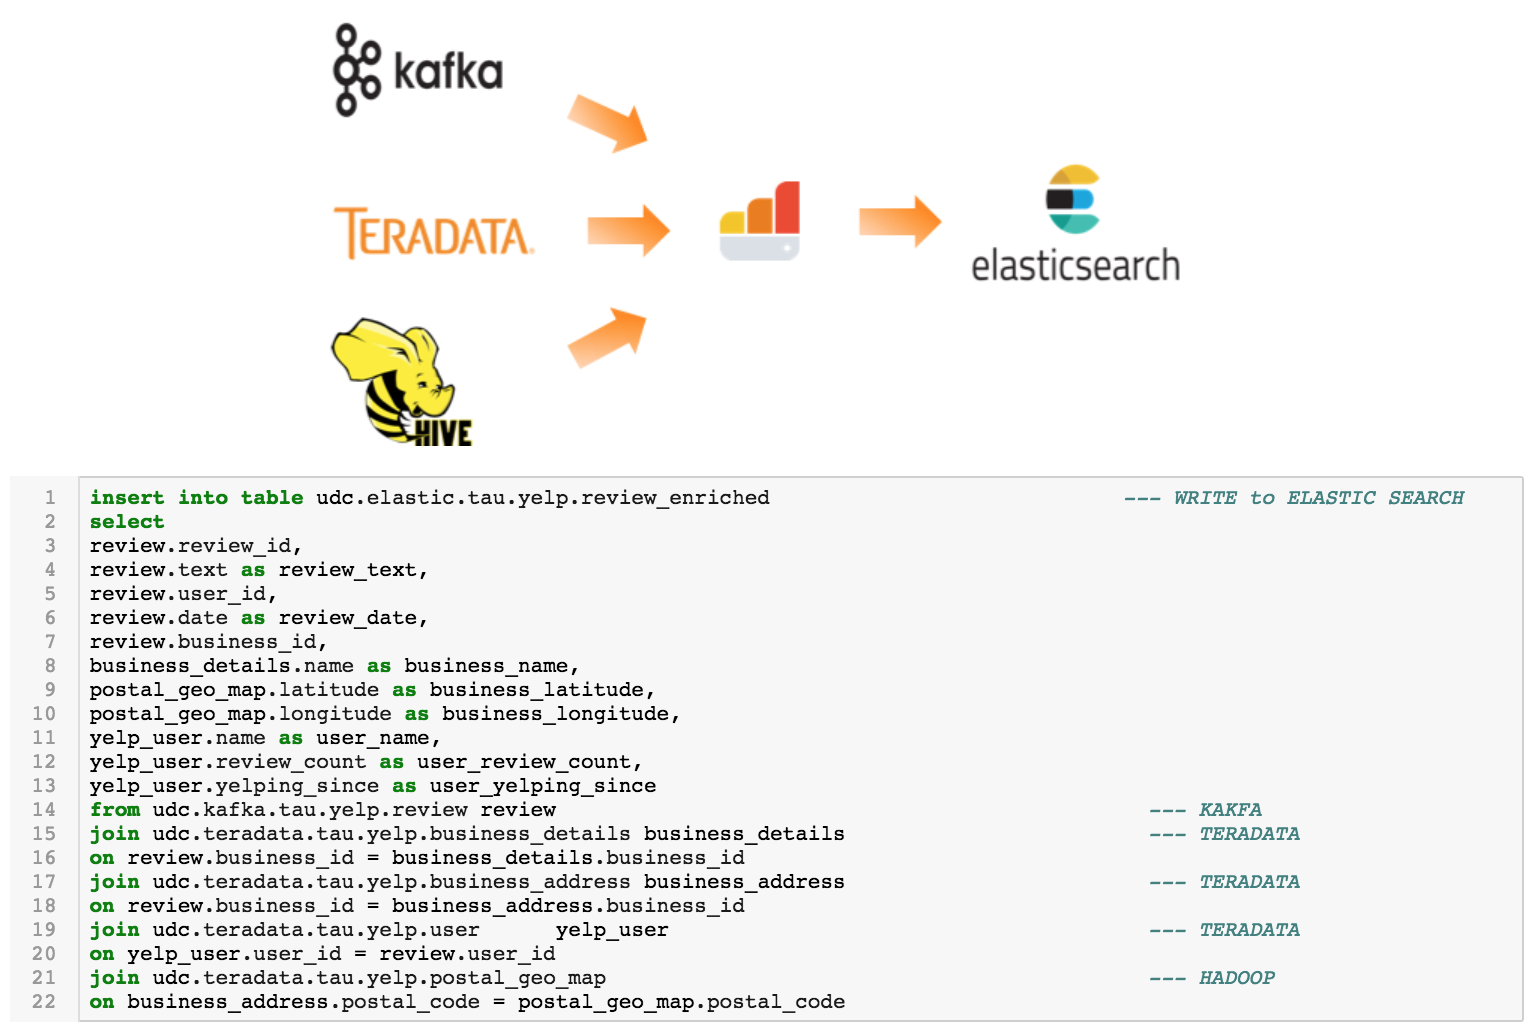 kafka
TERADATA.
HIVE
elasticsearch
1 insert into table udc.elastic.tau.yelp.review_enriched --- WRITE to ELASTIC SEARCH
2 select
3 review.review_id,
4 review.text as review_text,
5 review.user_id,
6 review.date as review_date,
7 review.business_id,
8 business_details.name as business_name,
9 postal_geo_map.latitude as business_latitude,
10 postal_geo_map.longitude as business_longitude,
11 yelp_user.name as user_name,
12 yelp_user.review_count as user_review_count,
13 yelp_user.yelping_since as user_yelping_since
14 from udc.kafka.tau.yelp.review review --- KAKFA
15 join udc.teradata.tau.yelp.business_details business_details --- TERADATA
16 on review.business_id = business_details.business_id
17 join udc.teradata.tau.yelp.business_address business_address --- TERADATA
18 on review.business_id = business_address.business_id
19 join udc.teradata.tau.yelp.user yelp_user --- TERADATA
20 on yelp_user.user_id = review.user_id
21 join udc.teradata.tau.yelp.postal_geo_map --- HADOOP
22 on business_address.postal_code = postal_geo_map.postal_code